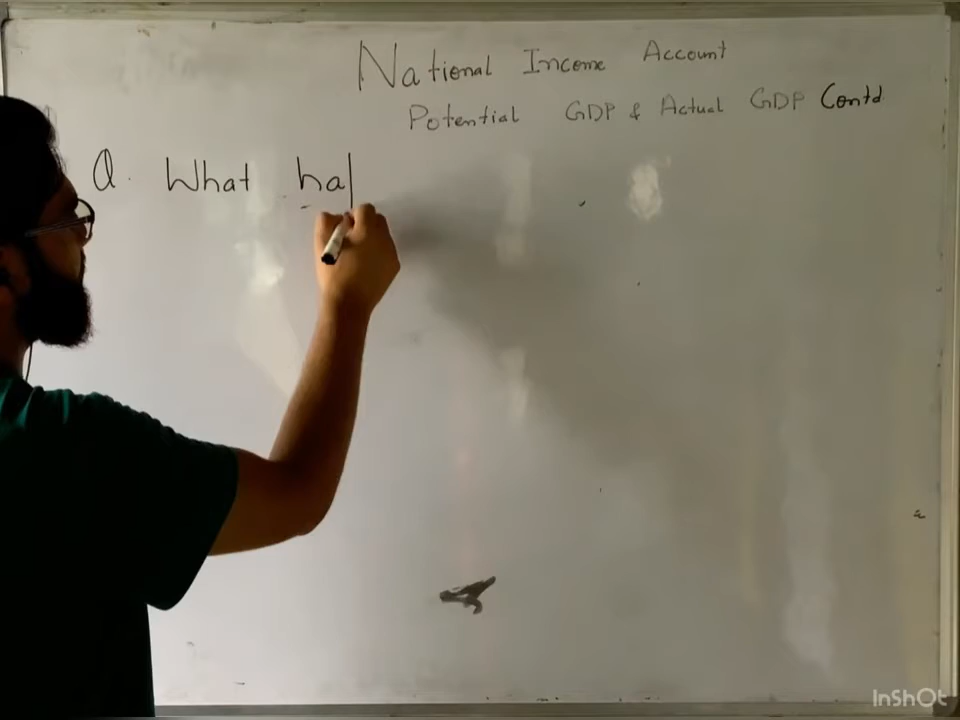 National Income Account
Potential GDP & Actual GDP Contd
Q. What ha
InShOt